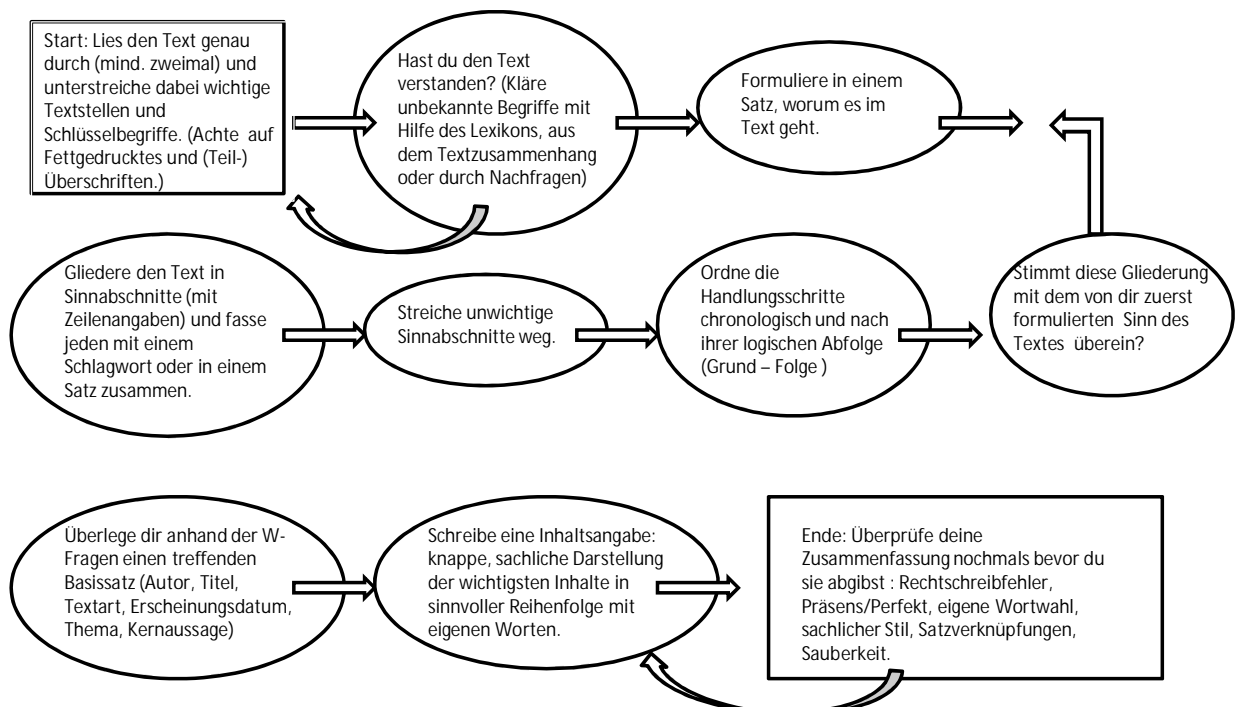 Start: Lies den Text genau
durch (mind. zweimal) und
unterstreiche dabei wichtige
Textstellen und
Schlüsselbegriffe. (Achte auf
Fettgedrucktes und (Teil-)
Überschriften.)
Hast du den Text
verstanden? (Kläre
unbekannte Begriffe mit
Hilfe des Lexikons, aus
dem Textzusammenhang
oder durch Nachfragen)
Formuliere in einem
Satz, worum es im
Text geht.
Gliedere den Text in
Sinnabschnitte (mit
Zeilenangaben) und fasse
jeden mit einem
Schlagwort oder in einem
Satz zusammen.
Streiche unwichtige
Sinnabschnitte weg.
Ordne die
Handlungsschritte
chronologisch und nach
ihrer logischen Abfolge
(Grund – Folge )
Stimmt diese Gliederung
mit dem von dir zuerst
formulierten Sinn des
Textes überein?
Überlege dir anhand der W-
Fragen einen treffenden
Basissatz (Autor, Titel,
Textart, Erscheinungsdatum,
Thema, Kernaussage)
Schreibe eine Inhaltsangabe:
knappe, sachliche Darstellung
der wichtigsten Inhalte in
sinnvoller Reihenfolge mit
eigenen Worten.
Ende: Überprüfe deine
Zusammenfassung nochmals bevor du
sie abgibst : Rechtschreibfehler,
Präsens/Perfekt, eigene Wortwahl,
sachlicher Stil, Satzverknüpfungen,
Sauberkeit.